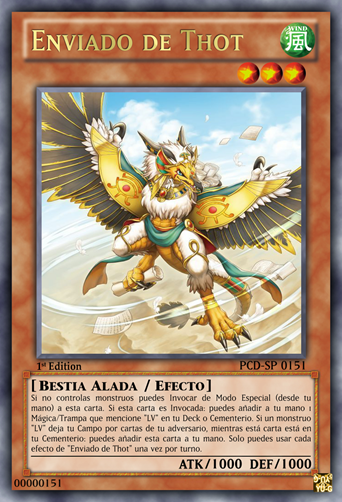 Enviado de Thot
WIND
風
1st Edition
PCD-SP 0151
[ Bestia Alada / Efecto ]
Si no controlas monstruos puedes Invocar de Modo Especial (desde tu
mano) a esta carta. Si esta carta es Invocada: puedes añadir a tu mano 1
Mágica/Trampa que mencione "LV" en tu Deck o Cementerio. Si un monstruo
"LV" deja tu Campo por cartas de tu adversario, mientras está carta está en
tu Cementerio: puedes añadir esta carta a tu mano. Solo puedes usar cada
efecto de "Enviado de Thot" una vez por turno.
ATK/1000 DEF/1000
00000151